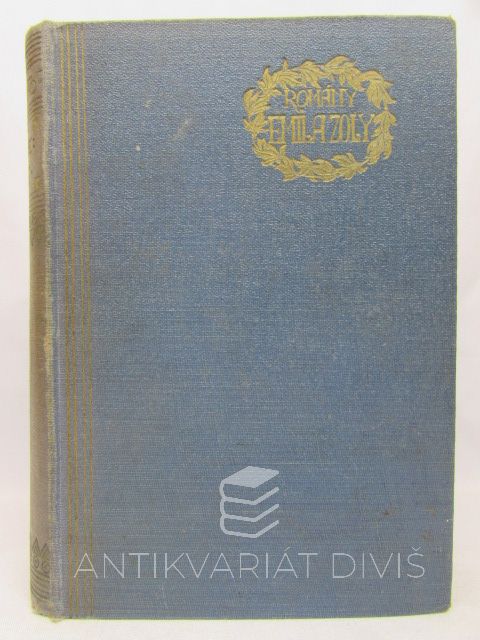 ROMÁNY
EMILA ZOLY
ANTIKVARIÁT DIVIŠ